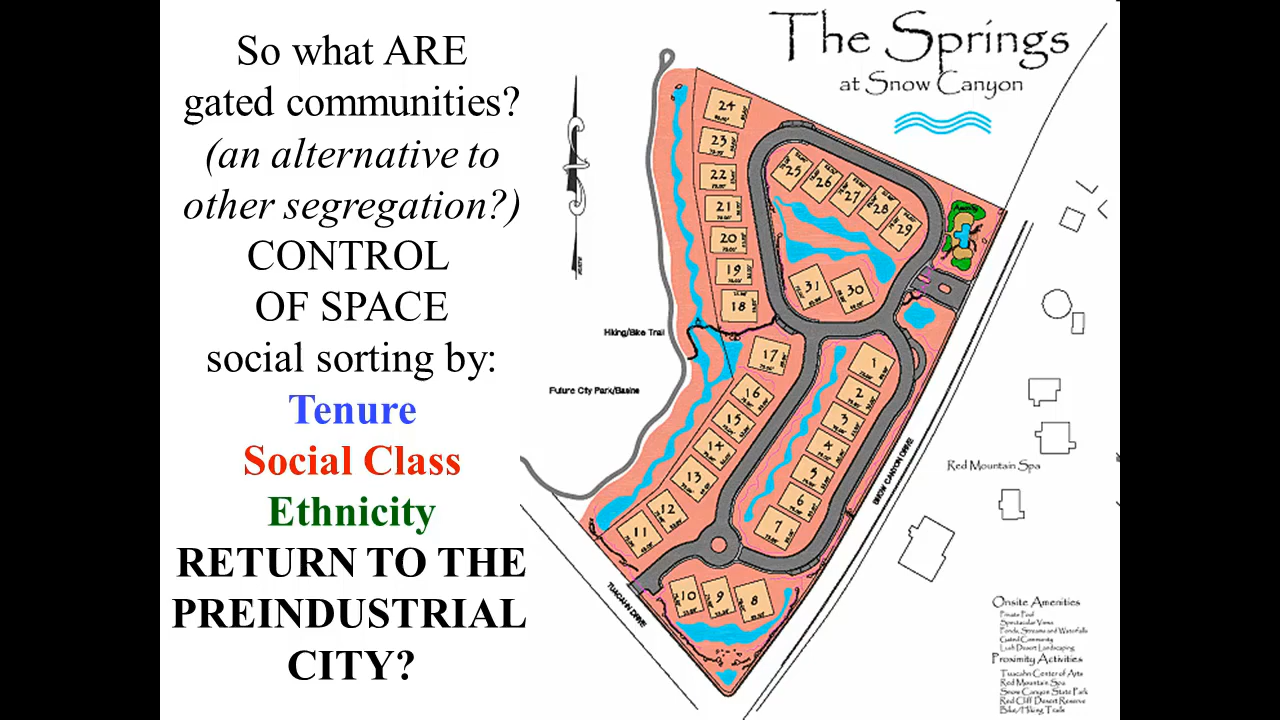 So what ARE
gated communities?
(an alternative to
other segregation?)
CONTROL
OF SPACE
social sorting by:
Tenure
Social Class
Ethnicity
RETURN TO THE
PREINDUSTRIAL
CITY?
The Springs
at Snow Canyon
24
23
22
21
20
19
18
25
26
27
28
29
31
30
Amenity
17
16
15
14
13
12
11
1
2
3
4
5
6
7
10
9
8
Hiking/Bike Trail
Future City Park/Basins
Red Mountain Spa
SNOW CANYON DRIVE
TUACAHN DRIVE
Onsite Amenities
Private Pool
Spectacular Views
Ponds, Streams and Waterfalls
Gated Community
Lush Desert Landscaping
Proximity Activities
Tuacahn Center of Arts
Red Mountain Spa
Snow Canyon State Park
Red Cliff Desert Reserve
Bike/Hiking Trails